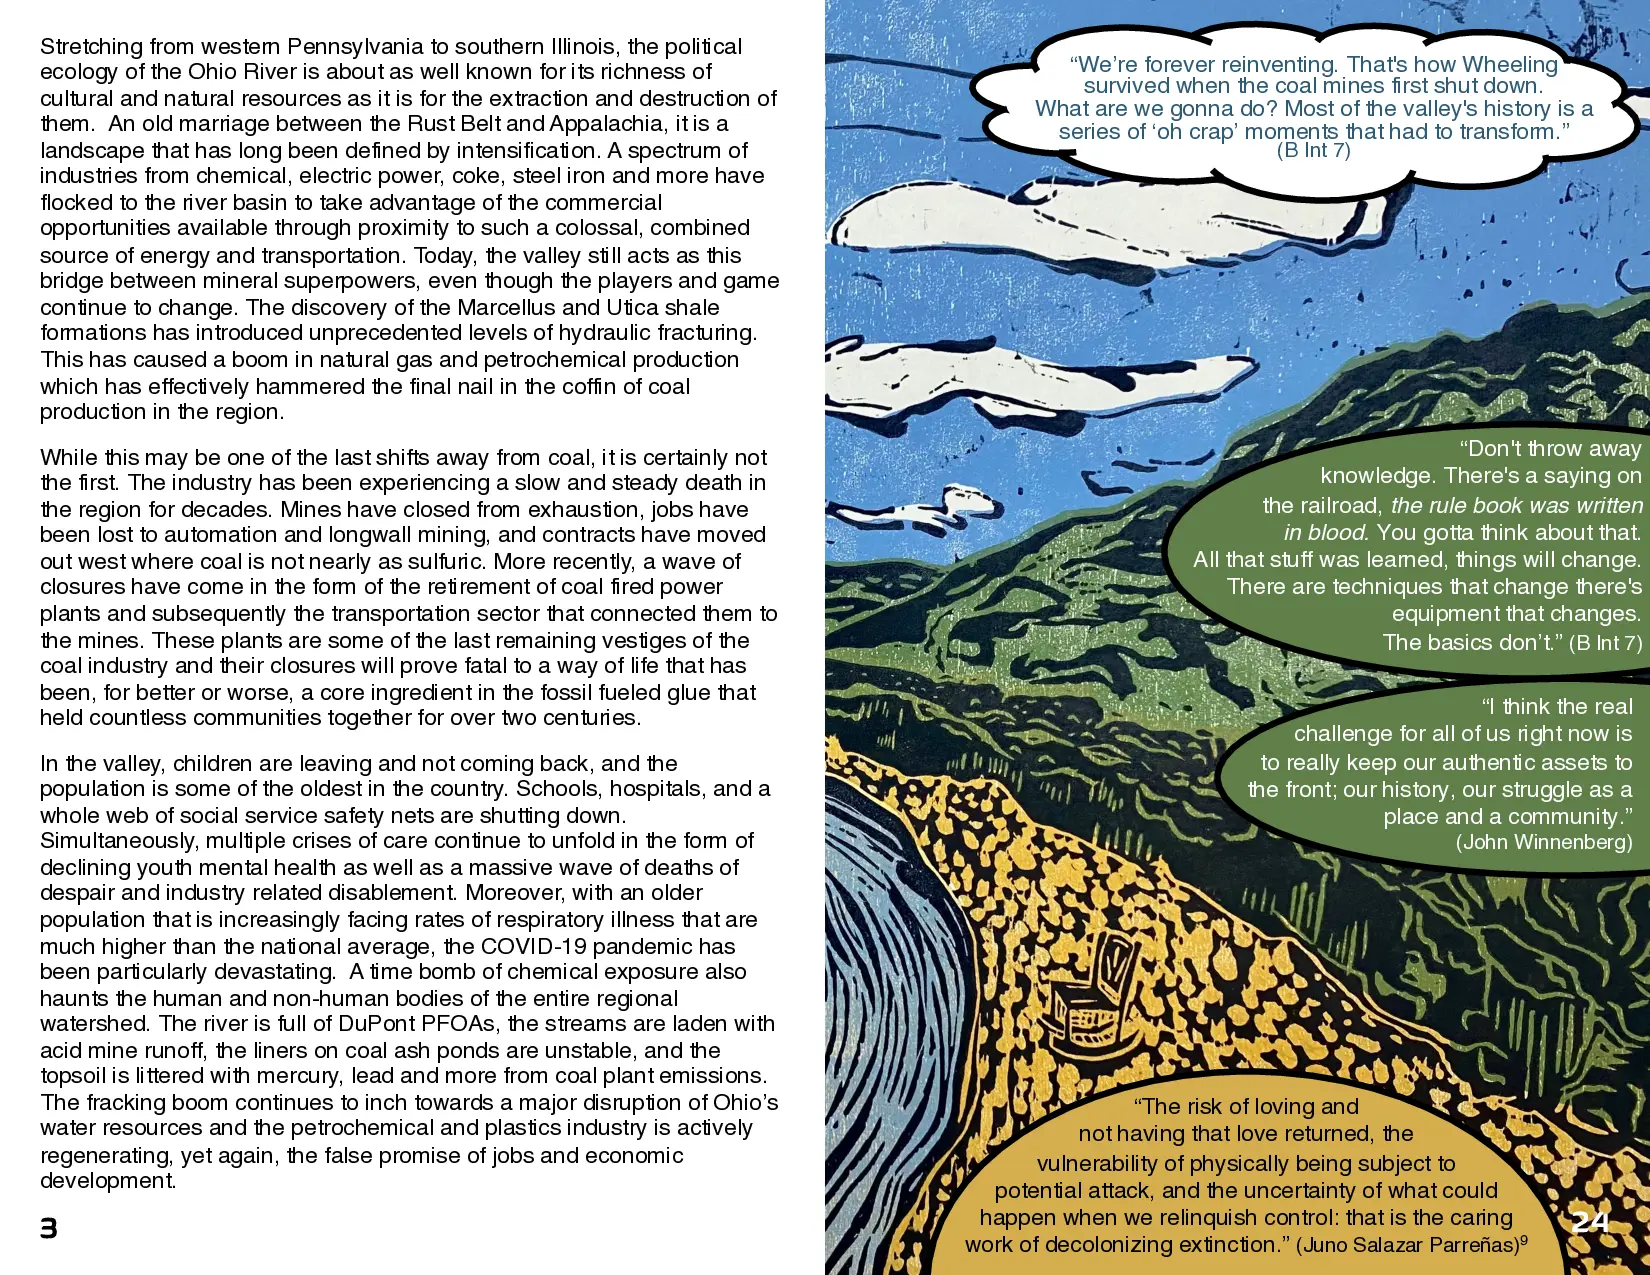 Stretching from western Pennsylvania to southern Illinois, the political
ecology of the Ohio River is about as well known for its richness of
cultural and natural resources as it is for the extraction and destruction of
them.  An old marriage between the Rust Belt and Appalachia, it is a
landscape that has long been defined by intensification. A spectrum of
industries from chemical, electric power, coke, steel iron and more have
flocked to the river basin to take advantage of the commercial
opportunities available through proximity to such a colossal, combined
source of energy and transportation. Today, the valley still acts as this
bridge between mineral superpowers, even though the players and game
continue to change. The discovery of the Marcellus and Utica shale
formations has introduced unprecedented levels of hydraulic fracturing.
This has caused a boom in natural gas and petrochemical production
which has effectively hammered the final nail in the coffin of coal
production in the region.
While this may be one of the last shifts away from coal, it is certainly not
the first. The industry has been experiencing a slow and steady death in
the region for decades. Mines have closed from exhaustion, jobs have
been lost to automation and longwall mining, and contracts have moved
out west where coal is not nearly as sulfuric. More recently, a wave of
closures have come in the form of the retirement of coal fired power
plants and subsequently the transportation sector that connected them to
the mines. These plants are some of the last remaining vestiges of the
coal industry and their closures will prove fatal to a way of life that has
been, for better or worse, a core ingredient in the fossil fueled glue that
held countless communities together for over two centuries.
In the valley, children are leaving and not coming back, and the
population is some of the oldest in the country. Schools, hospitals, and a
whole web of social service safety nets are shutting down.
Simultaneously, multiple crises of care continue to unfold in the form of
declining youth mental health as well as a massive wave of deaths of
despair and industry related disablement. Moreover, with an older
population that is increasingly facing rates of respiratory illness that are
much higher than the national average, the COVID-19 pandemic has
been particularly devastating.  A time bomb of chemical exposure also
haunts the human and non-human bodies of the entire regional
watershed. The river is full of DuPont PFOAs, the streams are laden with
acid mine runoff, the liners on coal ash ponds are unstable, and the
topsoil is littered with mercury, lead and more from coal plant emissions.
The fracking boom continues to inch towards a major disruption of Ohio’s
water resources and the petrochemical and plastics industry is actively
regenerating, yet again, the false promise of jobs and economic
development.
3
“We’re forever reinventing. That's how Wheeling
survived when the coal mines first shut down.
What are we gonna do? Most of the valley's history is a
series of ‘oh crap’ moments that had to transform.”
(B Int 7)
“Don't throw away
knowledge. There's a saying on
the railroad, the rule book was written
in blood. You gotta think about that.
All that stuff was learned, things will change.
There are techniques that change there's
equipment that changes.
The basics don’t.” (B Int 7)
“I think the real
challenge for all of us right now is
to really keep our authentic assets to
the front; our history, our struggle as a
place and a community.”
(John Winnenberg)
“The risk of loving and
not having that love returned, the
vulnerability of physically being subject to
potential attack, and the uncertainty of what could
happen when we relinquish control: that is the caring
work of decolonizing extinction.” (Juno Salazar Parreñas)⁹
24